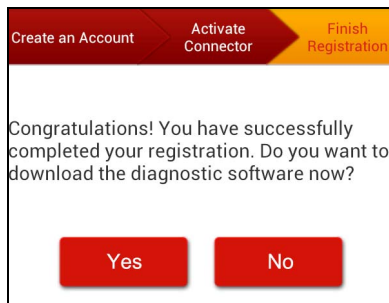 Create an Account
Activate
Connector
Finish
Registration
Congratulations! You have successfully
completed your registration. Do you want to
download the diagnostic software now?
Yes
No